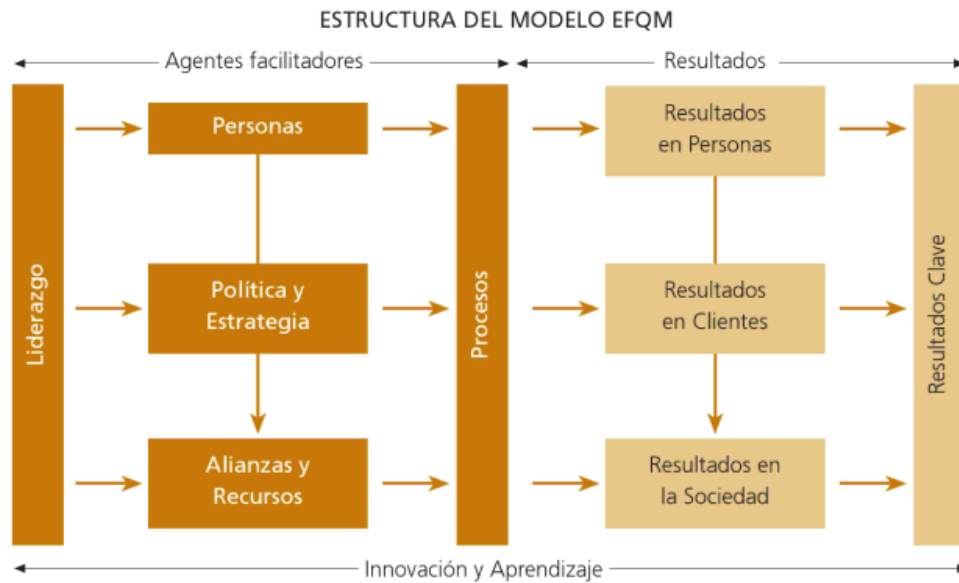 ESTRUCTURA DEL MODELO EFQM
Agentes facilitadores
Resultados
Liderazgo
Personas
Política y
Estrategia
Alianzas y
Recursos
Procesos
Resultados
en Personas
Resultados
en Clientes
Resultados en
la Sociedad
Resultados Clave
Innovación y Aprendizaje